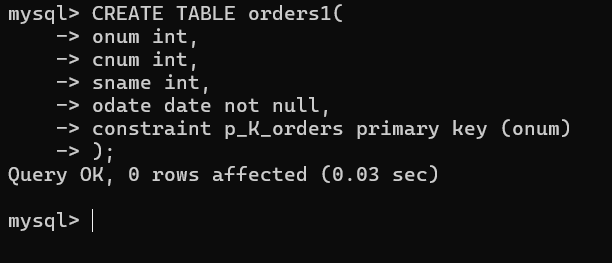 mysql> CREATE TABLE orders1(
    -> onum int,
    -> cnum int,
    -> sname int,
    -> odate date not null,
    -> constraint p_K_orders primary key (onum)
    -> );
Query OK, 0 rows affected (0.03 sec)
mysql>